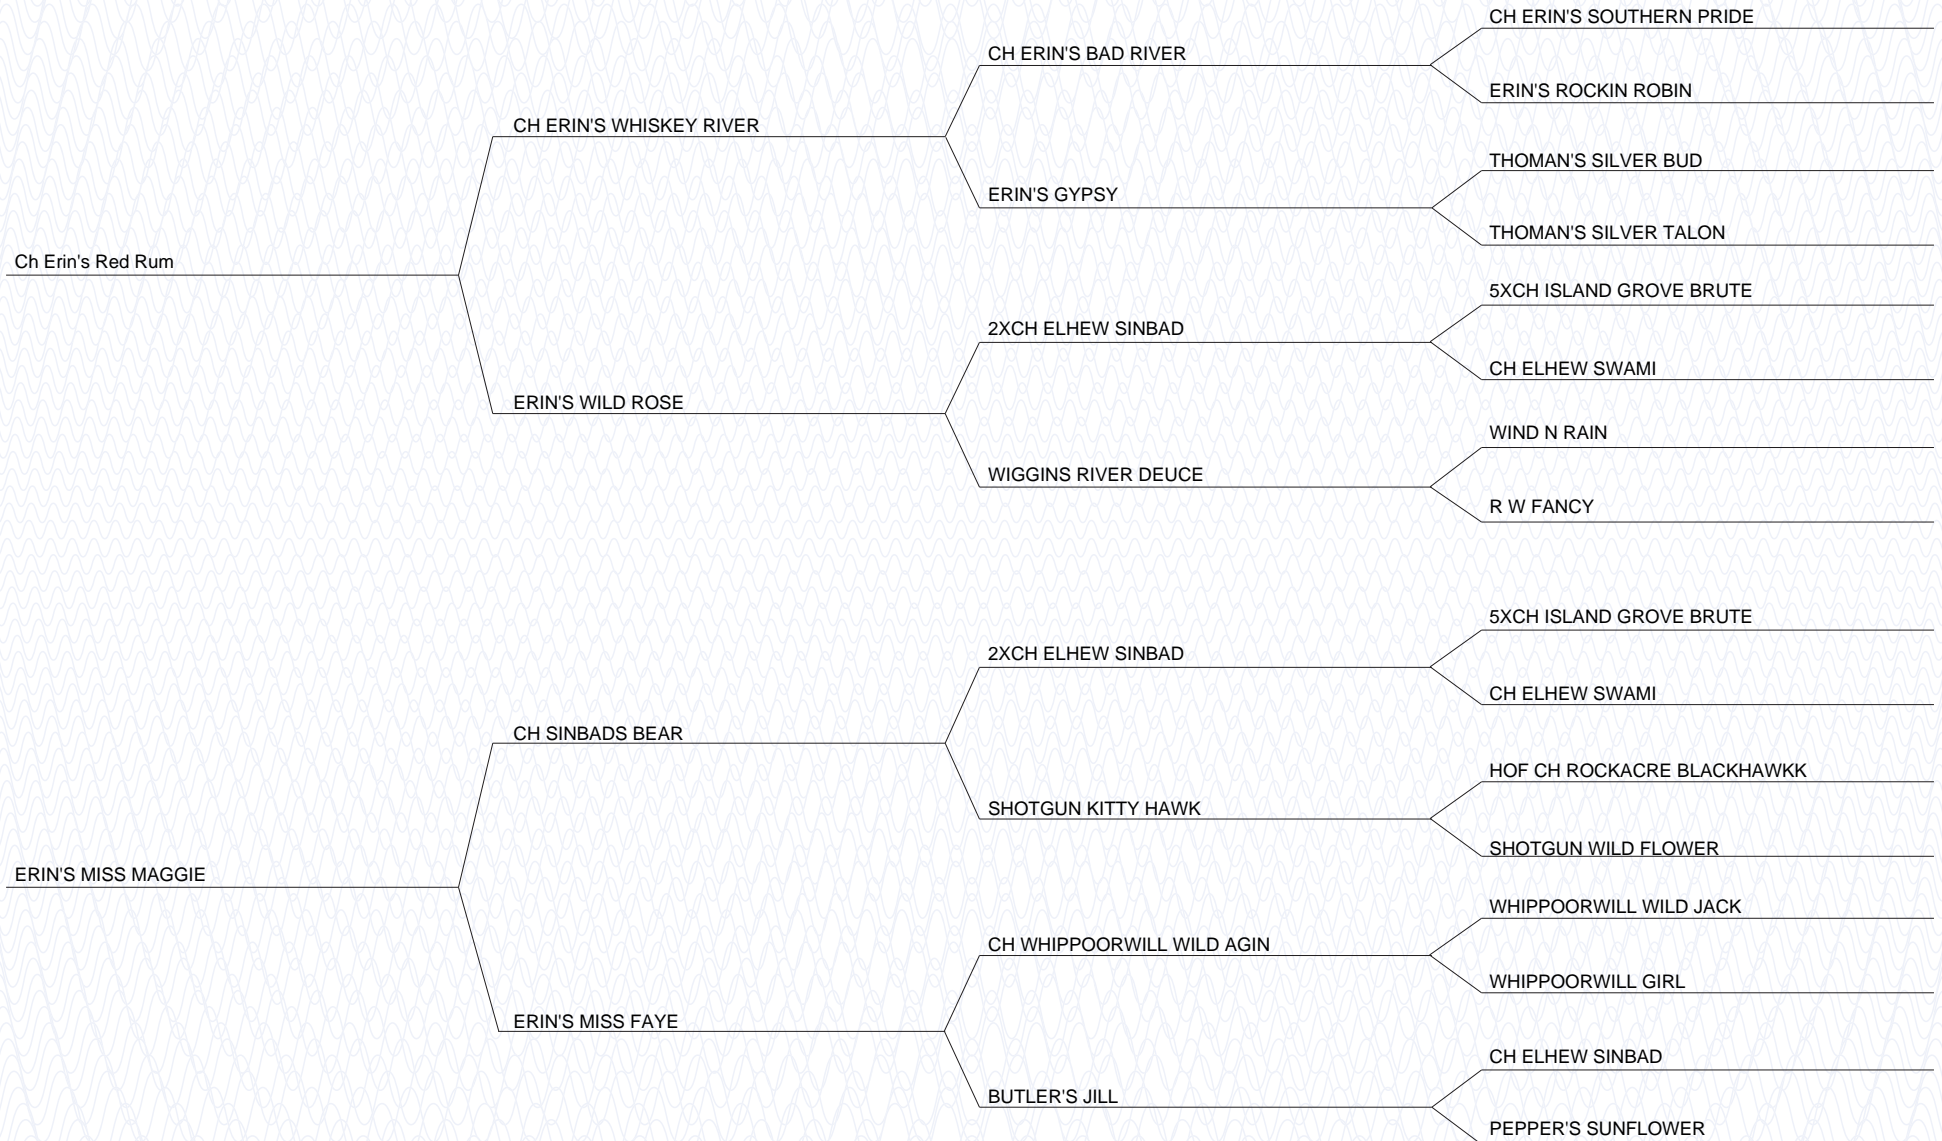 CH ERIN'S SOUTHERN PRIDE
CH ERIN'S BAD RIVER
ERIN'S ROCKIN ROBIN
CH ERIN'S WHISKEY RIVER
THOMAN'S SILVER BUD
ERIN'S GYPSY
THOMAN'S SILVER TALON
Ch Erin's Red Rum
5XCH ISLAND GROVE BRUTE
2XCH ELHEW SINBAD
CH ELHEW SWAMI
ERIN'S WILD ROSE
WIND N RAIN
WIGGINS RIVER DEUCE
R W FANCY
5XCH ISLAND GROVE BRUTE
2XCH ELHEW SINBAD
CH ELHEW SWAMI
CH SINBADS BEAR
HOF CH ROCKACRE BLACKHAWKK
SHOTGUN KITTY HAWK
SHOTGUN WILD FLOWER
ERIN'S MISS MAGGIE
WHIPPOORWILL WILD JACK
CH WHIPPOORWILL WILD AGIN
WHIPPOORWILL GIRL
ERIN'S MISS FAYE
CH ELHEW SINBAD
BUTLER'S JILL
PEPPER'S SUNFLOWER